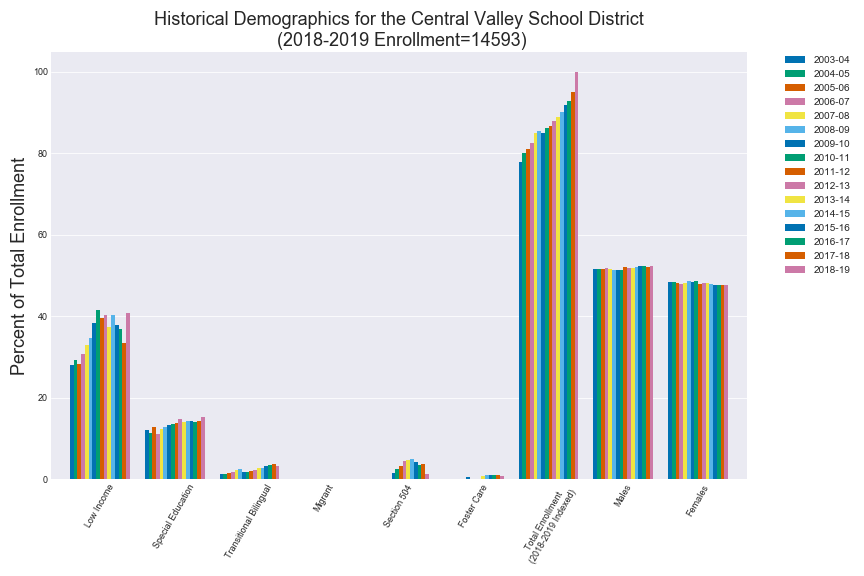 Historical Demographics for the Central Valley School District
(2018-2019 Enrollment=14593)
Percent of Total Enrollment
100
80
60
40
20
0
Low Income
Special Education
Transitional Bilingual
Migrant
Section 504
Foster Care
Total Enrollment
(2018-2019 Indexed)
Males
Females
2003-04
2004-05
2005-06
2006-07
2007-08
2008-09
2009-10
2010-11
2011-12
2012-13
2013-14
2014-15
2015-16
2016-17
2017-18
2018-19